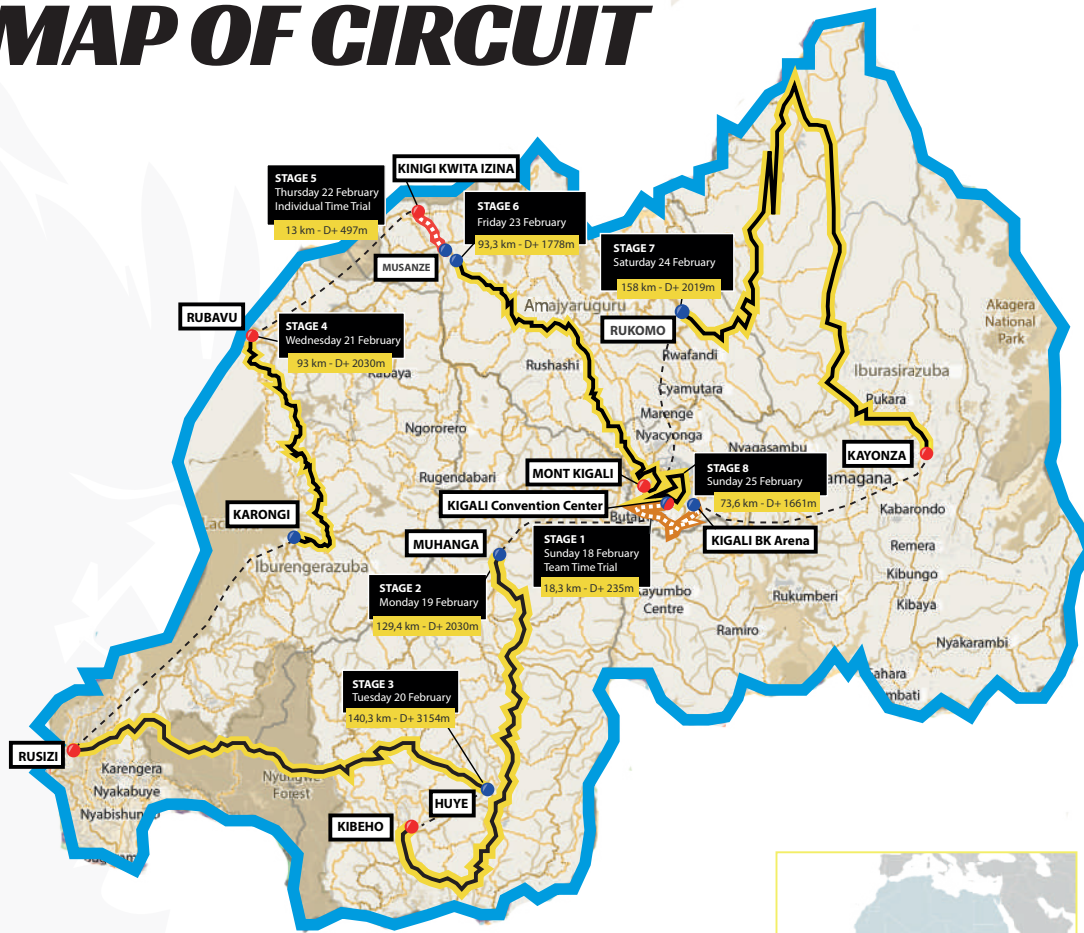 MAP OF CIRCUIT
KINIGI KWITA IZINA
STAGE 5
Thursday 22 February
Individual Time Trial
13 km - D+ 497m
STAGE 6
Friday 23 February
93,3 km - D+ 1778m
MUSANZE
STAGE 7
Saturday 24 February
158 km - D+ 2019m
RUKOMO
RUBAVU
STAGE 4
Wednesday 21 February
93 km - D+ 2030m
Amajyaruguru
Akagera
National
Park
Rwafandi
Rushashi
Iburasirazuba
Cyamutara
Pukara
Marenge
Ngororero
Nyacyonga
Nyagasambu
KAYONZA
MONT KIGALI
STAGE 8
Sunday 25 February
73,6 km - D+ 1661m
Rugendabari
amagana
KIGALI Convention Center
Kabarondo
KARONGI
KIGALI BK Arena
MUHANGA
STAGE 1
Sunday 18 February
Team Time Trial
18,3 km - D+ 235m
Remera
Iburengerazuba
Kibungo
STAGE 2
Monday 19 February
129,4 km - D+ 2030m
ayumbo
Centre
Rukumberi
Kibaya
Ramiro
Nyakarambi
STAGE 3
Tuesday 20 February
140,3 km - D+ 3154m
ahara
mbati
RUSIZI
Karengera
Nyakabuye
Nyungwe
Forest
HUYE
KIBEHO